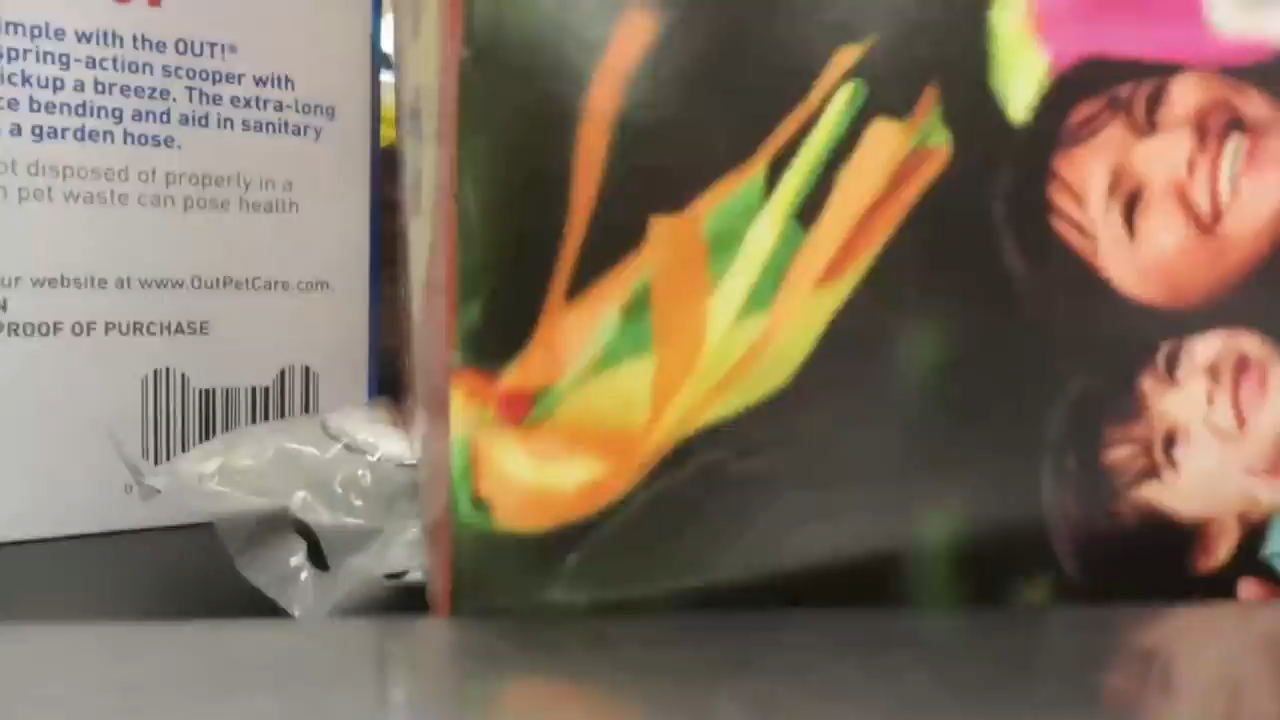 imple with the OUT!®
spring-action scooper with
ickup a breeze. The extra-long
ce bending and aid in sanitary
a garden hose.
ot disposed of properly in a
n pet waste can pose health
ur website at www.OutPetCare.com.
N
PROOF OF PURCHASE
0